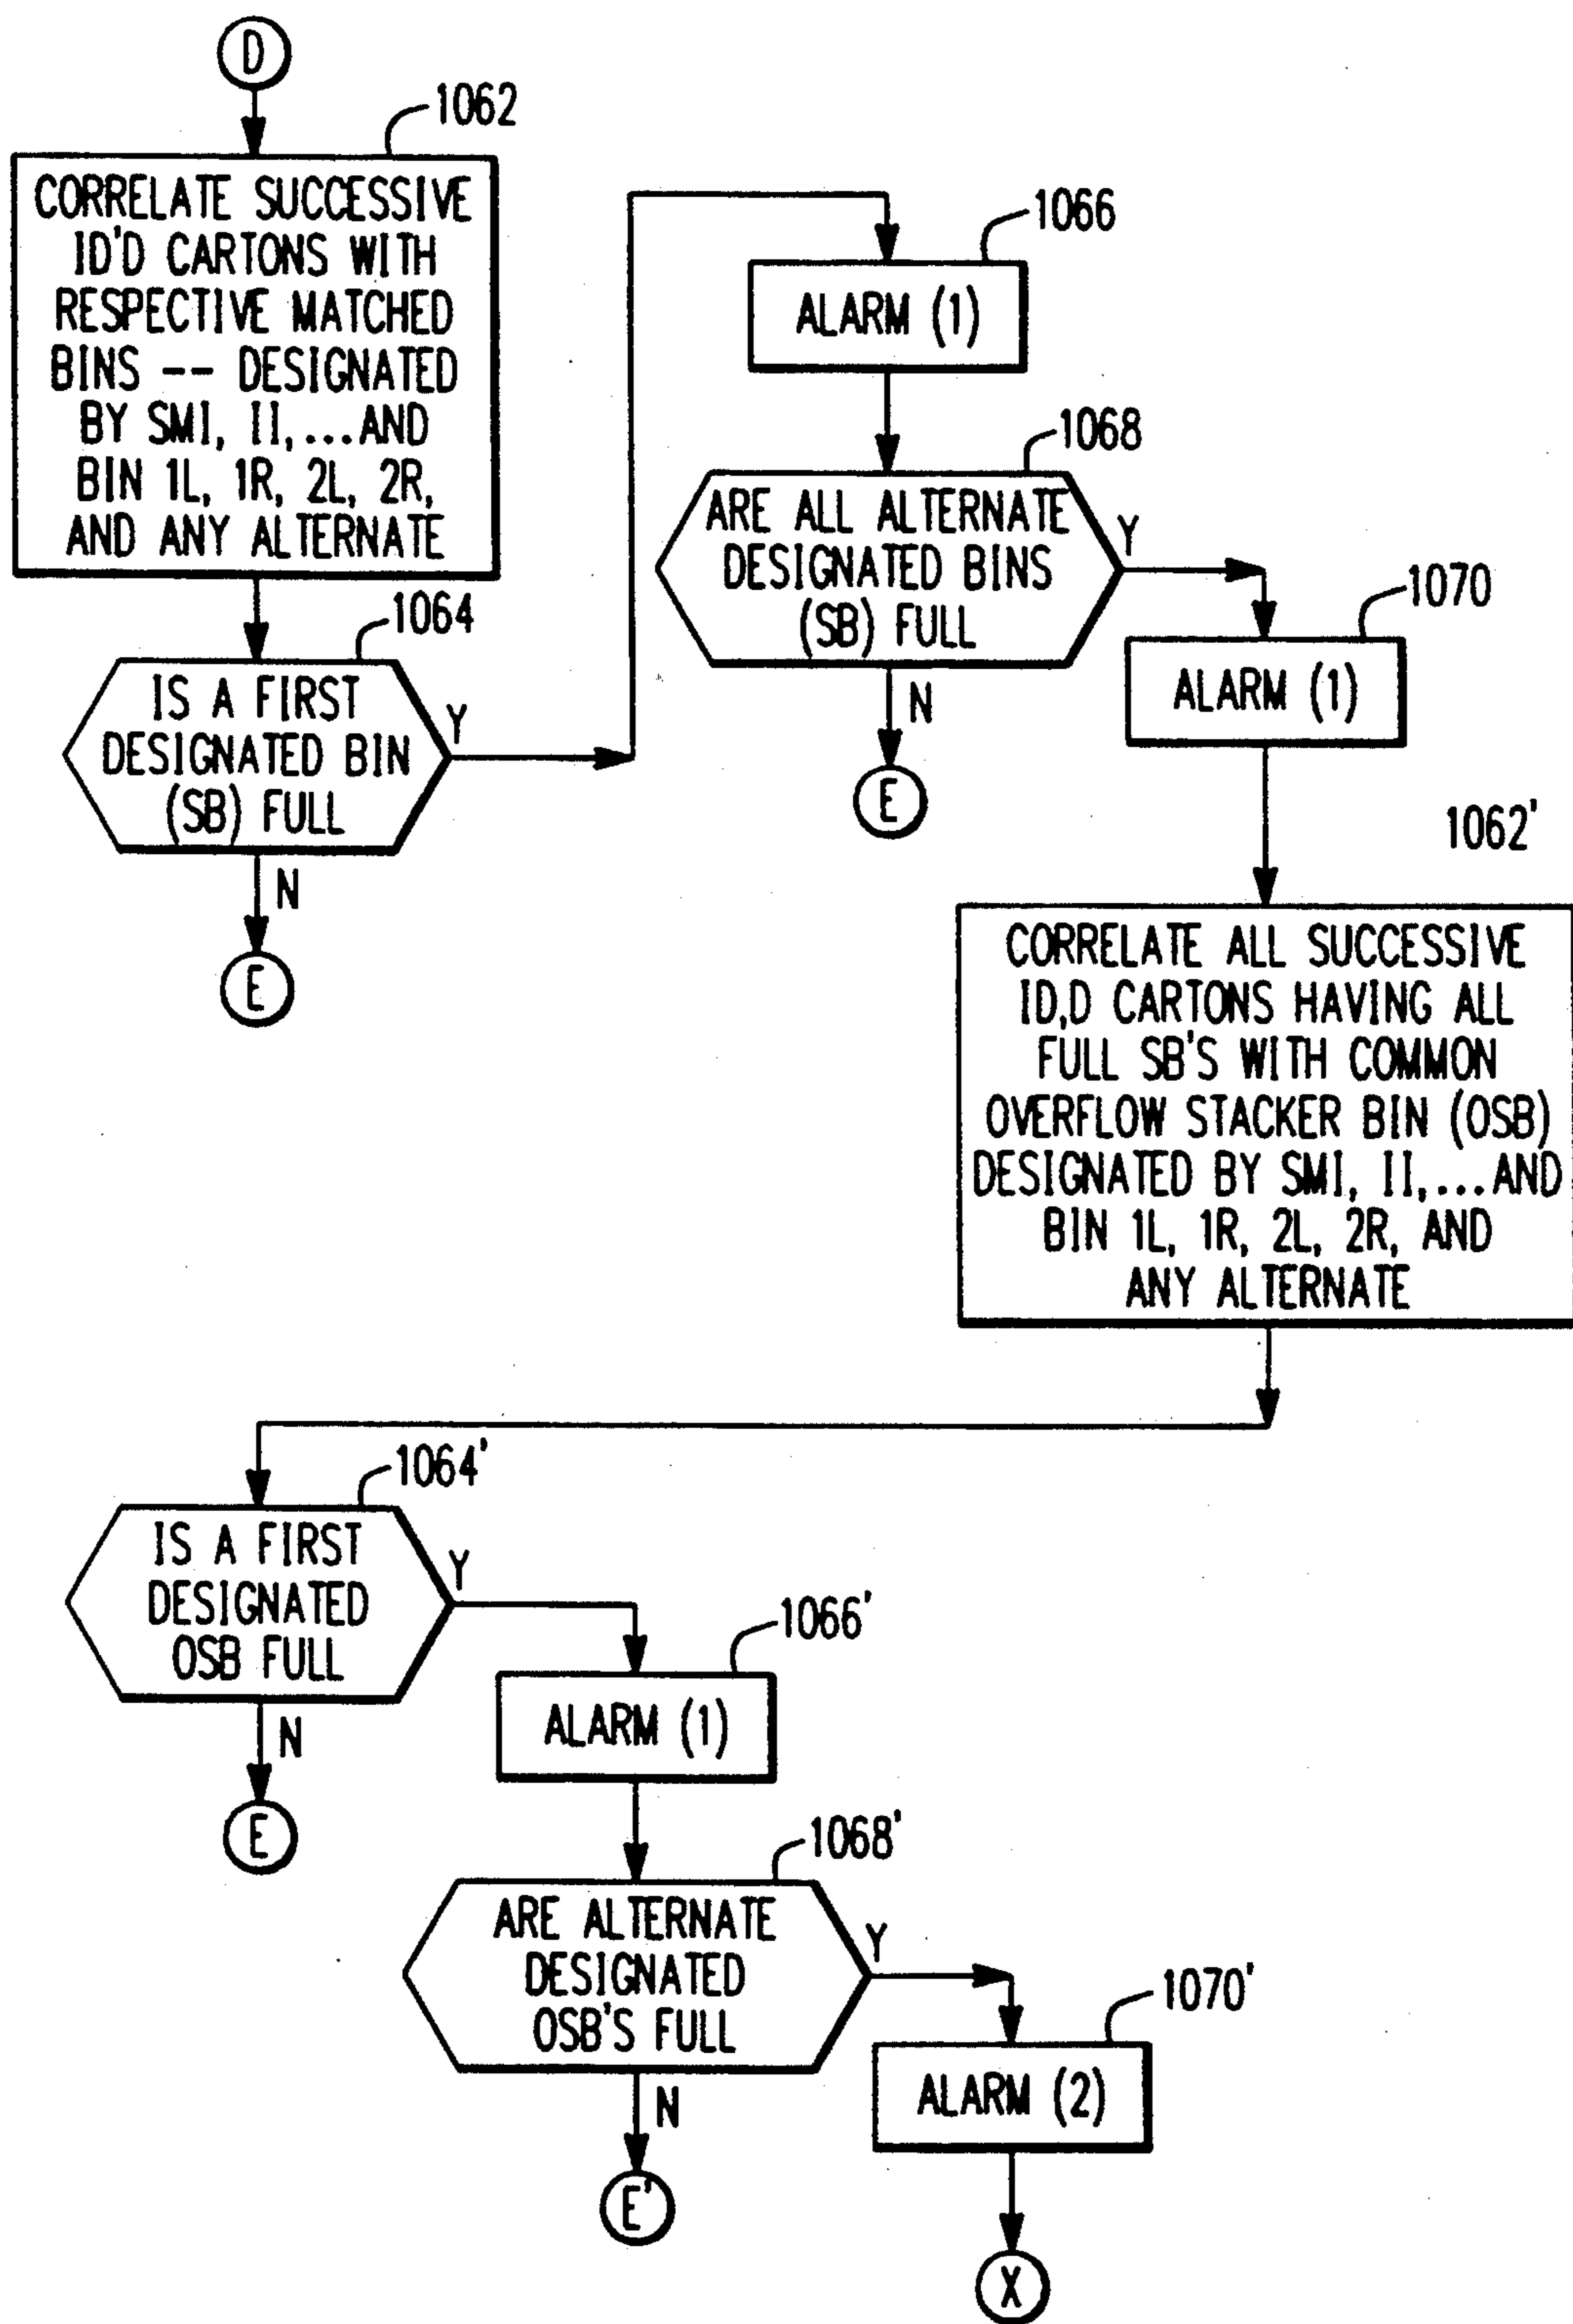 D
1062
CORRELATE SUCCESSIVE
ID'D CARTONS WITH
RESPECTIVE MATCHED
BINS -- DESIGNATED
BY SMI, II,...AND
BIN 1L, 1R, 2L, 2R,
AND ANY ALTERNATE
1064
IS A FIRST
DESIGNATED BIN
(SB) FULL
Y
N
E
1066
ALARM (1)
1068
ARE ALL ALTERNATE
DESIGNATED BINS
(SB) FULL
Y
N
E
1070
ALARM (1)
1062'
CORRELATE ALL SUCCESSIVE
ID,D CARTONS HAVING ALL
FULL SB'S WITH COMMON
OVERFLOW STACKER BIN (OSB)
DESIGNATED BY SMI, II,...AND
BIN 1L, 1R, 2L, 2R, AND
ANY ALTERNATE
1064'
IS A FIRST
DESIGNATED
OSB FULL
Y
N
E
1066'
ALARM (1)
1068'
ARE ALTERNATE
DESIGNATED
OSB'S FULL
Y
N
E'
1070'
ALARM (2)
X